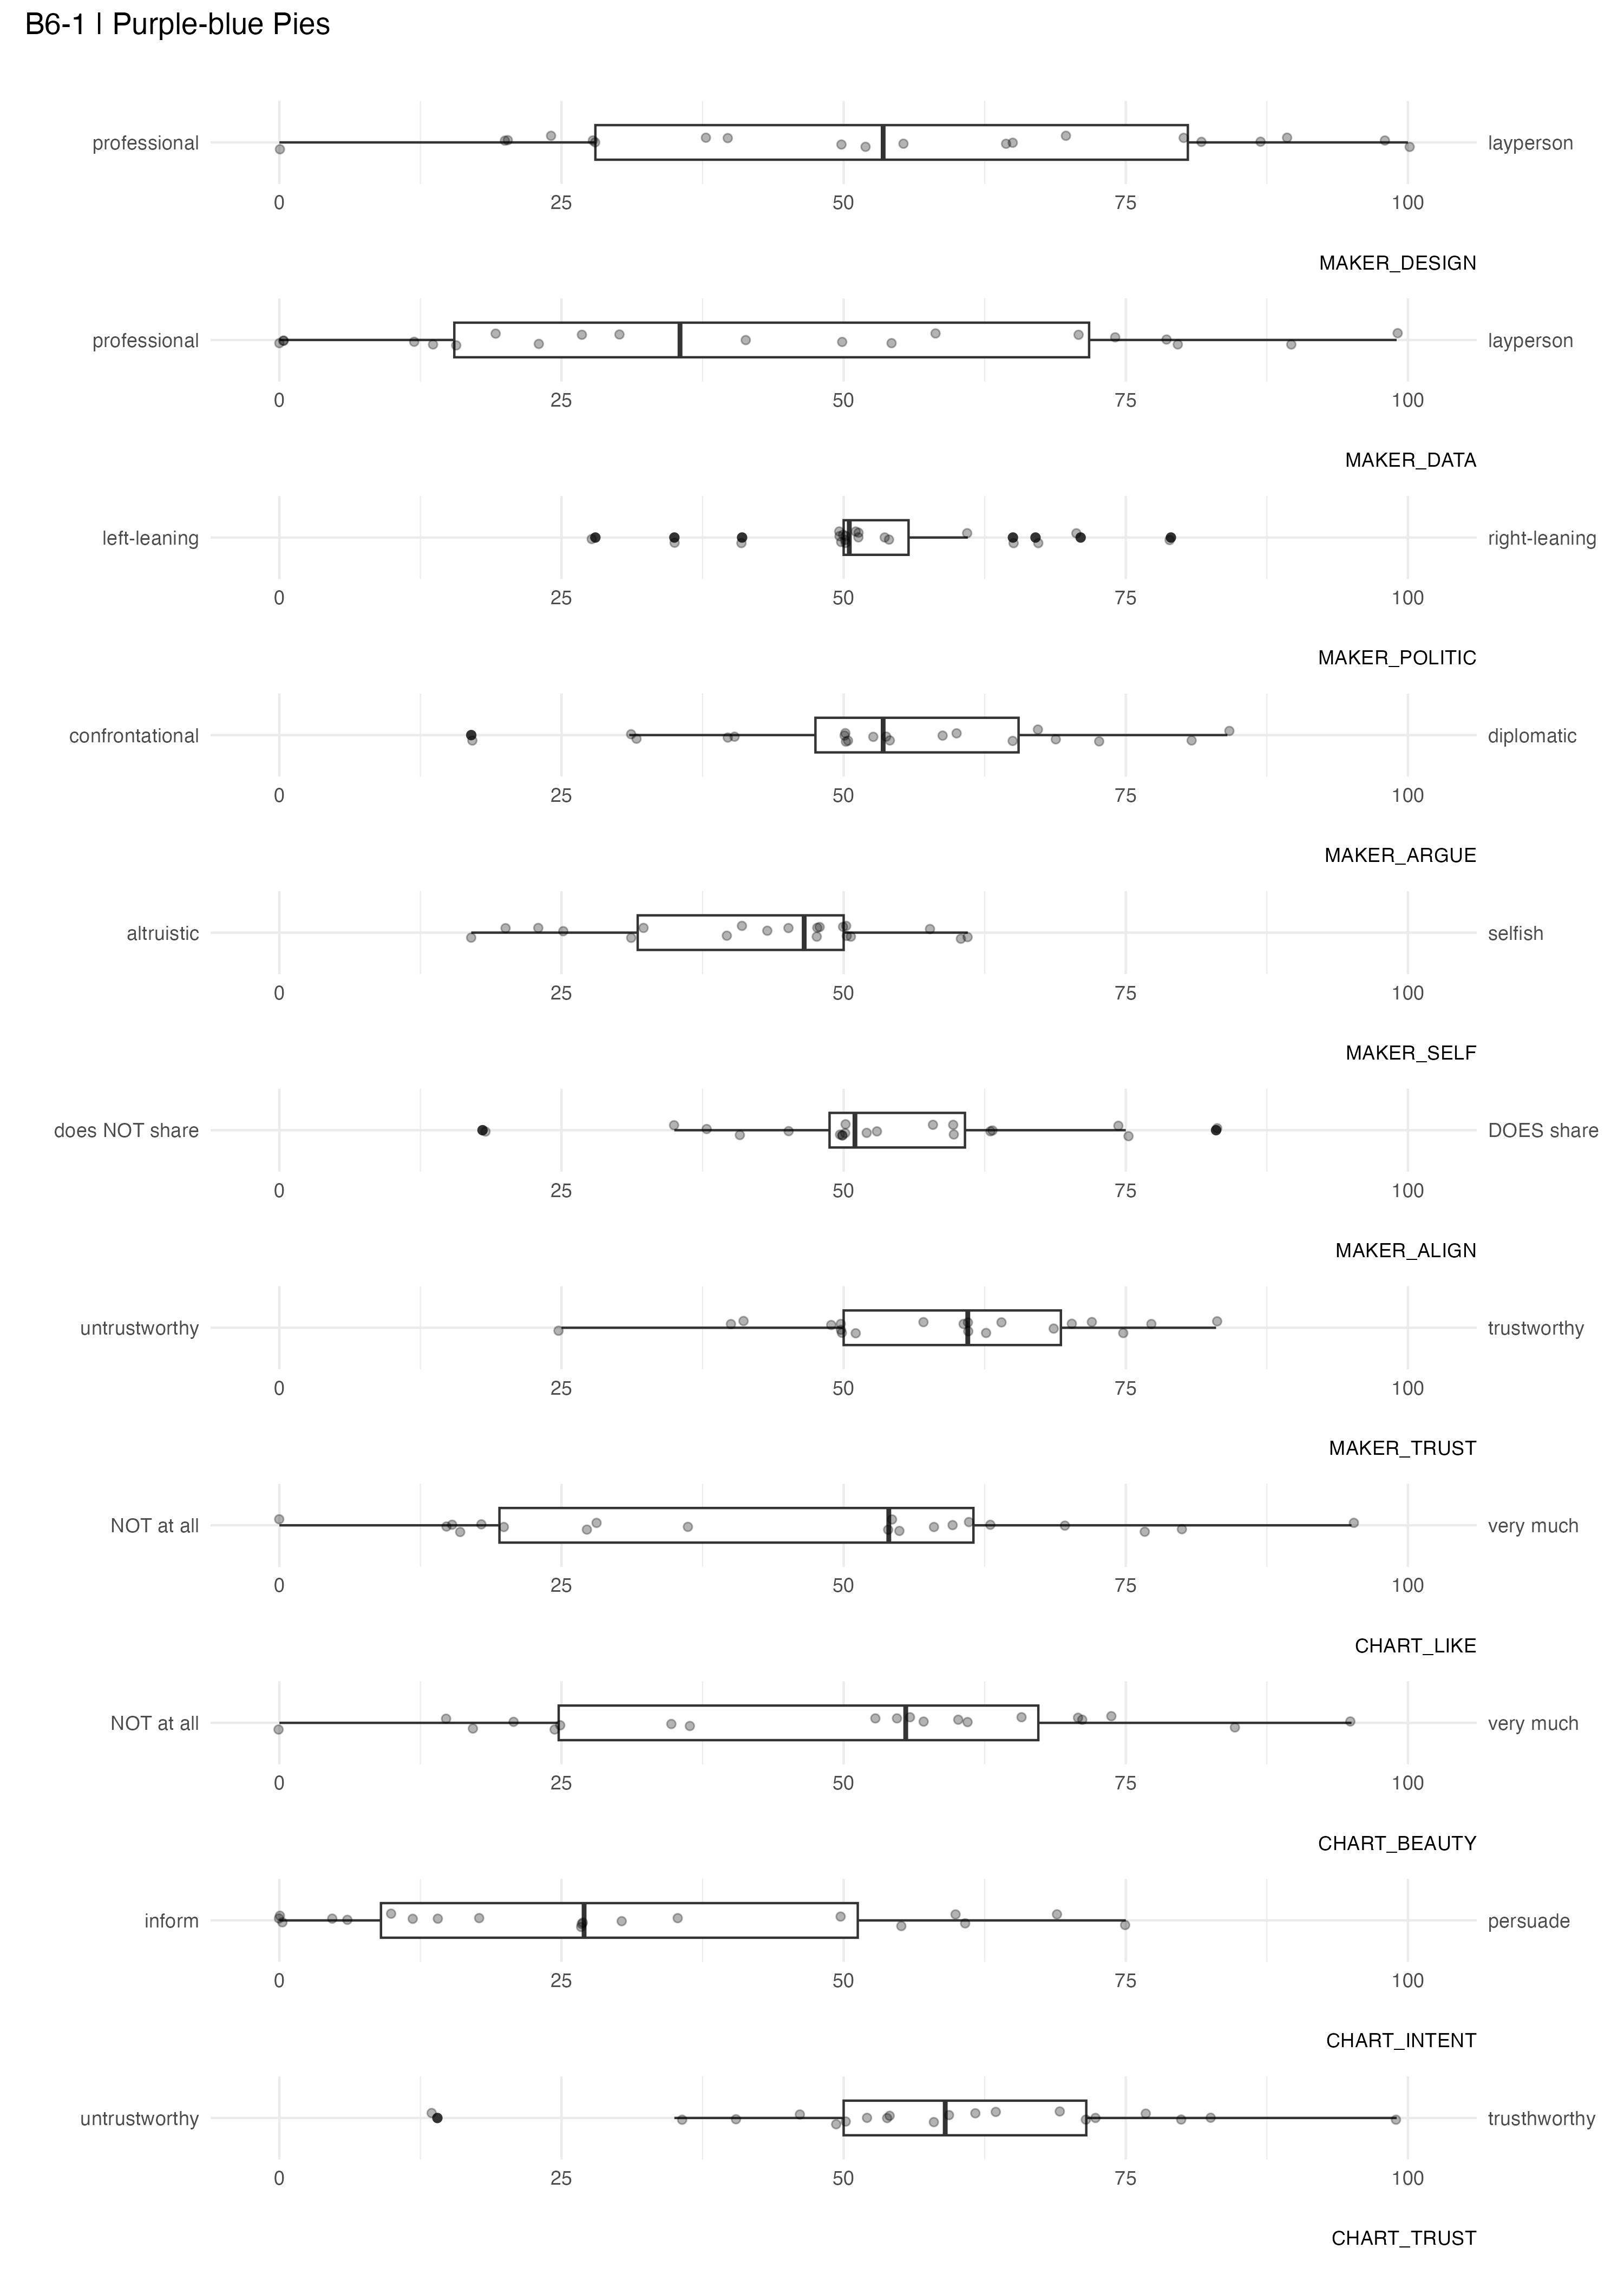 B6-1 | Purple-blue Pies
professional layperson
0 25 50 75 100
MAKER_DESIGN
professional layperson
0 25 50 75 100
MAKER_DATA
left-leaning right-leaning
0 25 50 75 100
MAKER_POLITIC
confrontational diplomatic
0 25 50 75 100
MAKER_ARGUE
altruistic selfish
0 25 50 75 100
MAKER_SELF
does NOT share DOES share
0 25 50 75 100
MAKER_ALIGN
untrustworthy trustworthy
0 25 50 75 100
MAKER_TRUST
NOT at all very much
0 25 50 75 100
CHART_LIKE
NOT at all very much
0 25 50 75 100
CHART_BEAUTY
inform persuade
0 25 50 75 100
CHART_INTENT
untrustworthy trusthworthy
0 25 50 75 100
CHART_TRUST